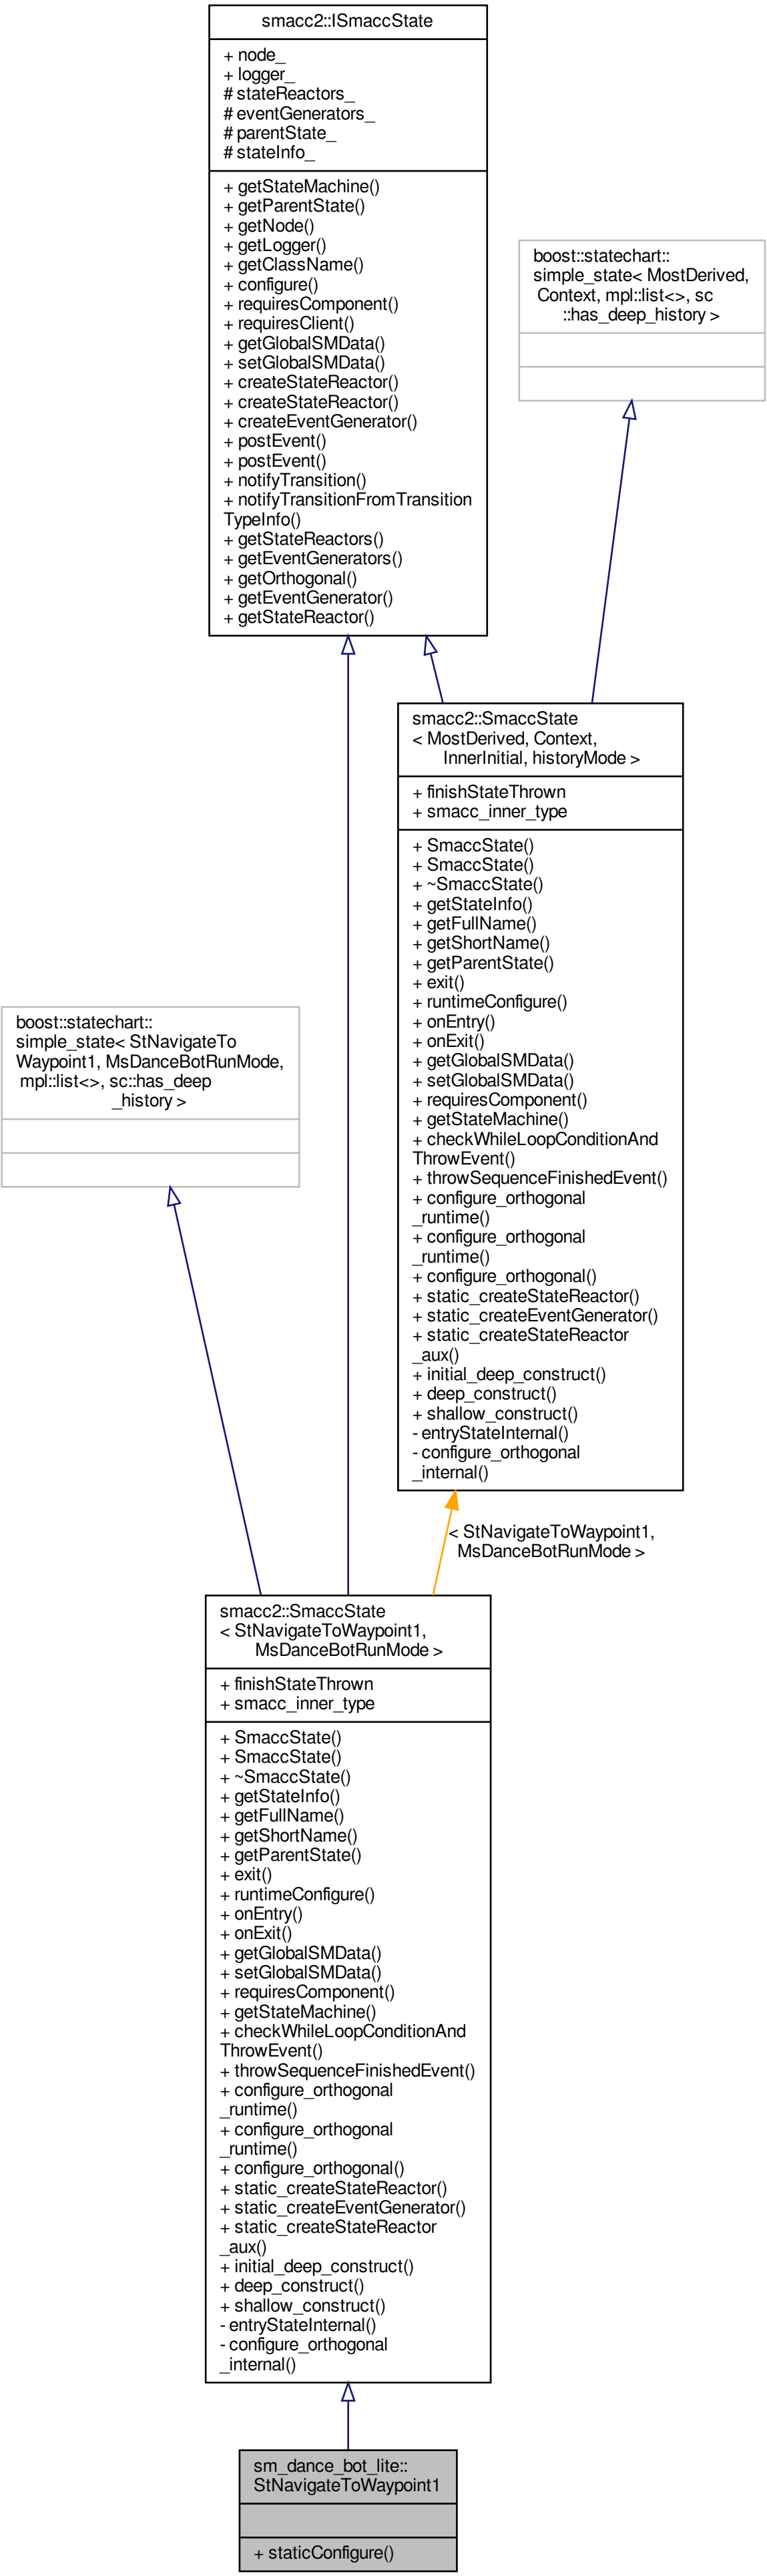 smacc2::ISmaccState
+ node_
+ logger_
# stateReactors_
# eventGenerators_
# parentState_
# stateInfo_
+ getStateMachine()
+ getParentState()
+ getNode()
+ getLogger()
+ getClassName()
+ configure()
+ requiresComponent()
+ requiresClient()
+ getGlobalSMData()
+ setGlobalSMData()
+ createStateReactor()
+ createStateReactor()
+ createEventGenerator()
+ postEvent()
+ postEvent()
+ notifyTransition()
+ notifyTransitionFromTransition
TypeInfo()
+ getStateReactors()
+ getEventGenerators()
+ getOrthogonal()
+ getEventGenerator()
+ getStateReactor()
boost::statechart::
simple_state< MostDerived,
Context, mpl::list<>, sc
::has_deep_history >
smacc2::SmaccState
< MostDerived, Context,
InnerInitial, historyMode >
+ finishStateThrown
+ smacc_inner_type
+ SmaccState()
+ SmaccState()
+ ~SmaccState()
+ getStateInfo()
+ getFullName()
+ getShortName()
+ getParentState()
+ exit()
+ runtimeConfigure()
+ onEntry()
+ onExit()
+ getGlobalSMData()
+ setGlobalSMData()
+ requiresComponent()
+ getStateMachine()
+ checkWhileLoopConditionAnd
ThrowEvent()
+ throwSequenceFinishedEvent()
+ configure_orthogonal
_runtime()
+ configure_orthogonal
_runtime()
+ configure_orthogonal()
+ static_createStateReactor()
+ static_createEventGenerator()
+ static_createStateReactor
_aux()
+ initial_deep_construct()
+ deep_construct()
+ shallow_construct()
- entryStateInternal()
- configure_orthogonal
_internal()
boost::statechart::
simple_state< StNavigateTo
Waypoint1, MsDanceBotRunMode,
mpl::list<>, sc::has_deep
_history >
< StNavigateToWaypoint1,
MsDanceBotRunMode >
smacc2::SmaccState
< StNavigateToWaypoint1,
MsDanceBotRunMode >
+ finishStateThrown
+ smacc_inner_type
+ SmaccState()
+ SmaccState()
+ ~SmaccState()
+ getStateInfo()
+ getFullName()
+ getShortName()
+ getParentState()
+ exit()
+ runtimeConfigure()
+ onEntry()
+ onExit()
+ getGlobalSMData()
+ setGlobalSMData()
+ requiresComponent()
+ getStateMachine()
+ checkWhileLoopConditionAnd
ThrowEvent()
+ throwSequenceFinishedEvent()
+ configure_orthogonal
_runtime()
+ configure_orthogonal
_runtime()
+ configure_orthogonal()
+ static_createStateReactor()
+ static_createEventGenerator()
+ static_createStateReactor
_aux()
+ initial_deep_construct()
+ deep_construct()
+ shallow_construct()
- entryStateInternal()
- configure_orthogonal
_internal()
sm_dance_bot_lite::
StNavigateToWaypoint1
+ staticConfigure()